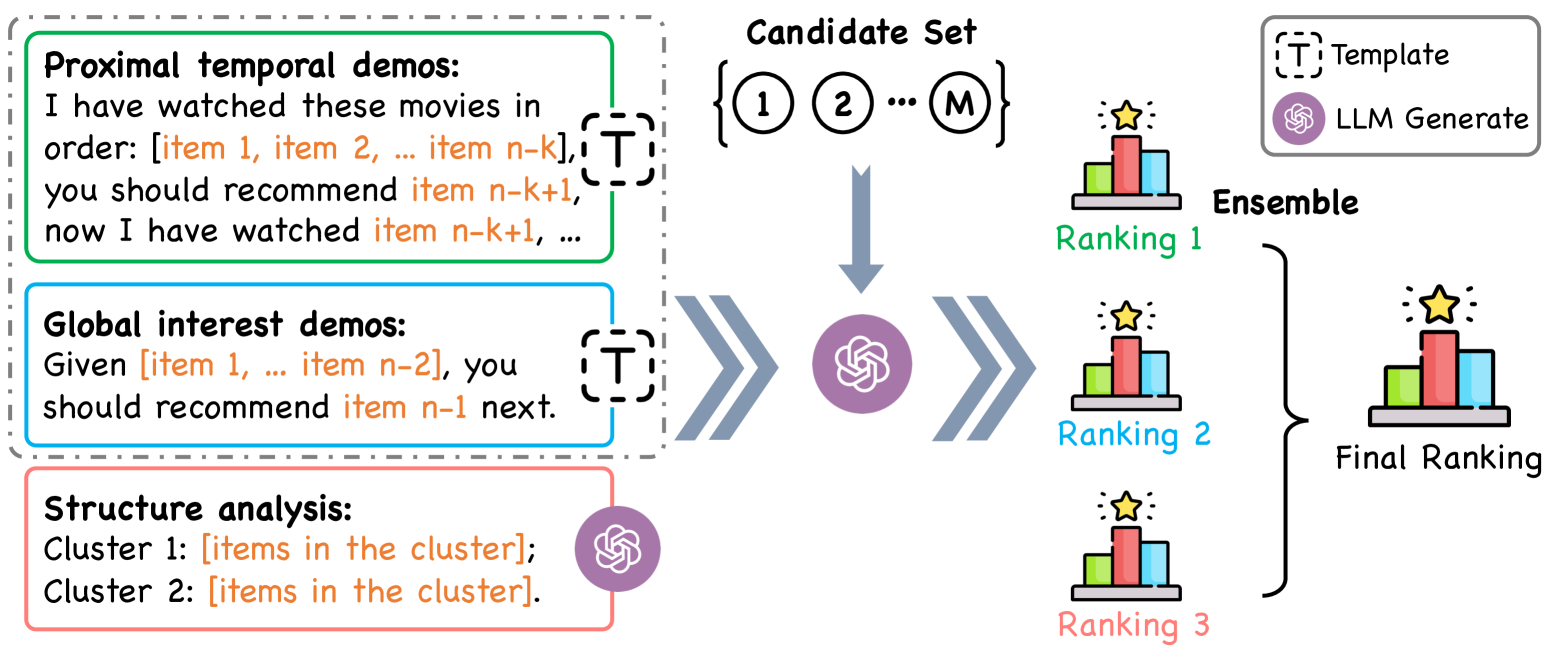 Proximal temporal demos:
I have watched these movies in
order: [item 1, item 2, ... item n-k],
you should recommend item n-k+1,
now I have watched item n-k+1, ...
T
Global interest demos:
Given [item 1, ... item n-2], you
should recommend item n-1 next.
T
Structure analysis:
Cluster 1: [items in the cluster];
Cluster 2: [items in the cluster].
Candidate Set
{1 2 ... M}
Ranking 1
Ranking 2
Ranking 3
Ensemble
Final Ranking
T Template
LLM Generate